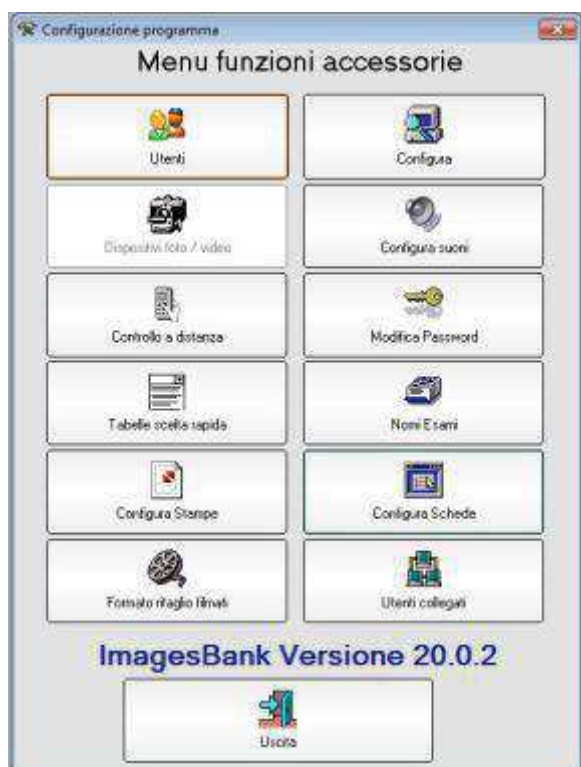 Configurazione programma
Menu funzioni accessorie
Utenti
Configura
Dispositivi foto / video
Configura suoni
Controllo a distanza
Modifica Password
Tabelle scelta rapida
Nomi Esami
Configura Stampe
Configura Schede
Formato ritaglio filmati
Utenti collegati
ImagesBank Versione 20.0.2
Uscita